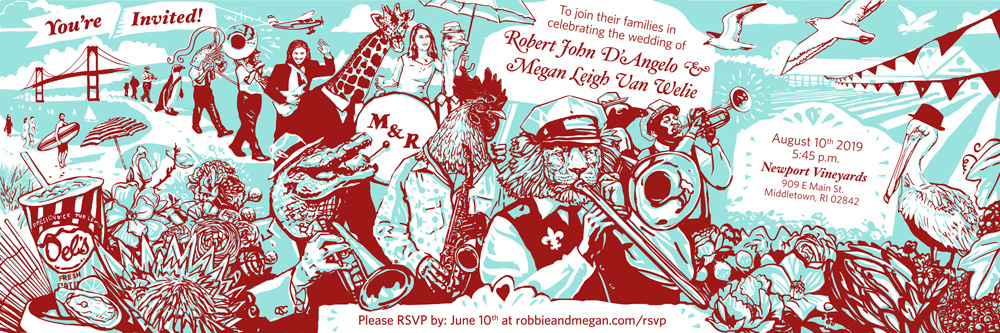 You're Invited!
To join their families in
celebrating the wedding of
Robert John D'Angelo &
Megan Leigh Van Welie
M & R
August 10th 2019
5:45 p.m.
Newport Vineyards
909 E Main St.
Middletown, RI 02842
Del's
FRESH
Please RSVP by: June 10th at robbieandmegan.com/rsvp